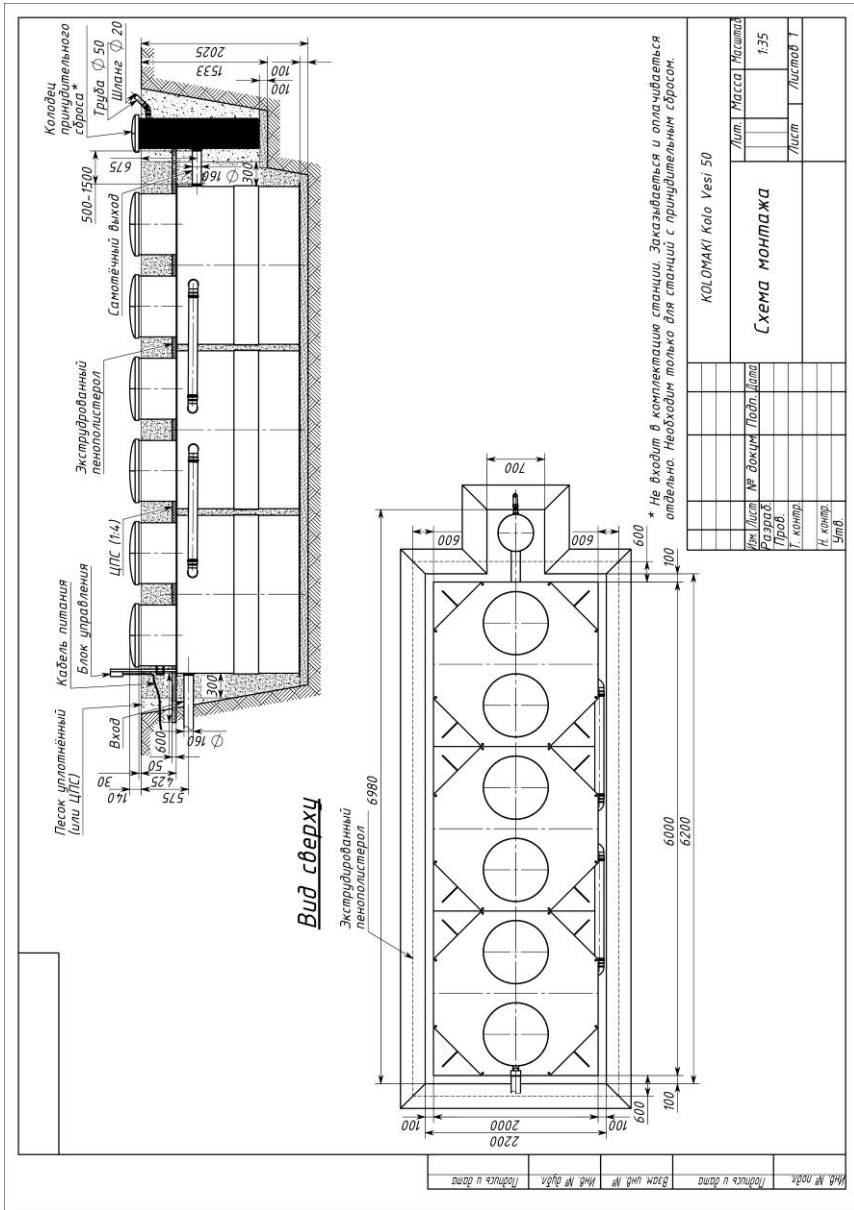 Колодец
принудительного
сброса*
Труба ∅ 50
Шланг ∅ 20
2025
1533
100
100
675
500-1500
∅ 160
300
Самотёчный выход
Экструдрованный
пенополистерол
ЦПС (1:4)
Кабель питания
Блок управления
Песок уплотнённый
(или ЦПС)
Вход
∅ 160
300
600
50
425
575
30
140
Вид сверху
Экструдированный
пенополистерол
6980
700
600
600
600
100
6000
6200
600
100
100
2000
100
2200
* Не входит в комплектацию станции. Заказывается и оплачивается
отдельно. Необходим только для станций с принудительным сбросом.
KOLOMAKI Kolo Vesi 50
Схема монтажа
Лит. Масса Масштаб
1:35
Лист Листов 1
Изм. Лист № докум. Подп. Дата
Разраб.
Пров.
Т. контр.
Н. контр.
Утв.
Подпись и дата
Инв. № дубл.
Взам. инв. №
Подпись и дата
Инв. № подл.